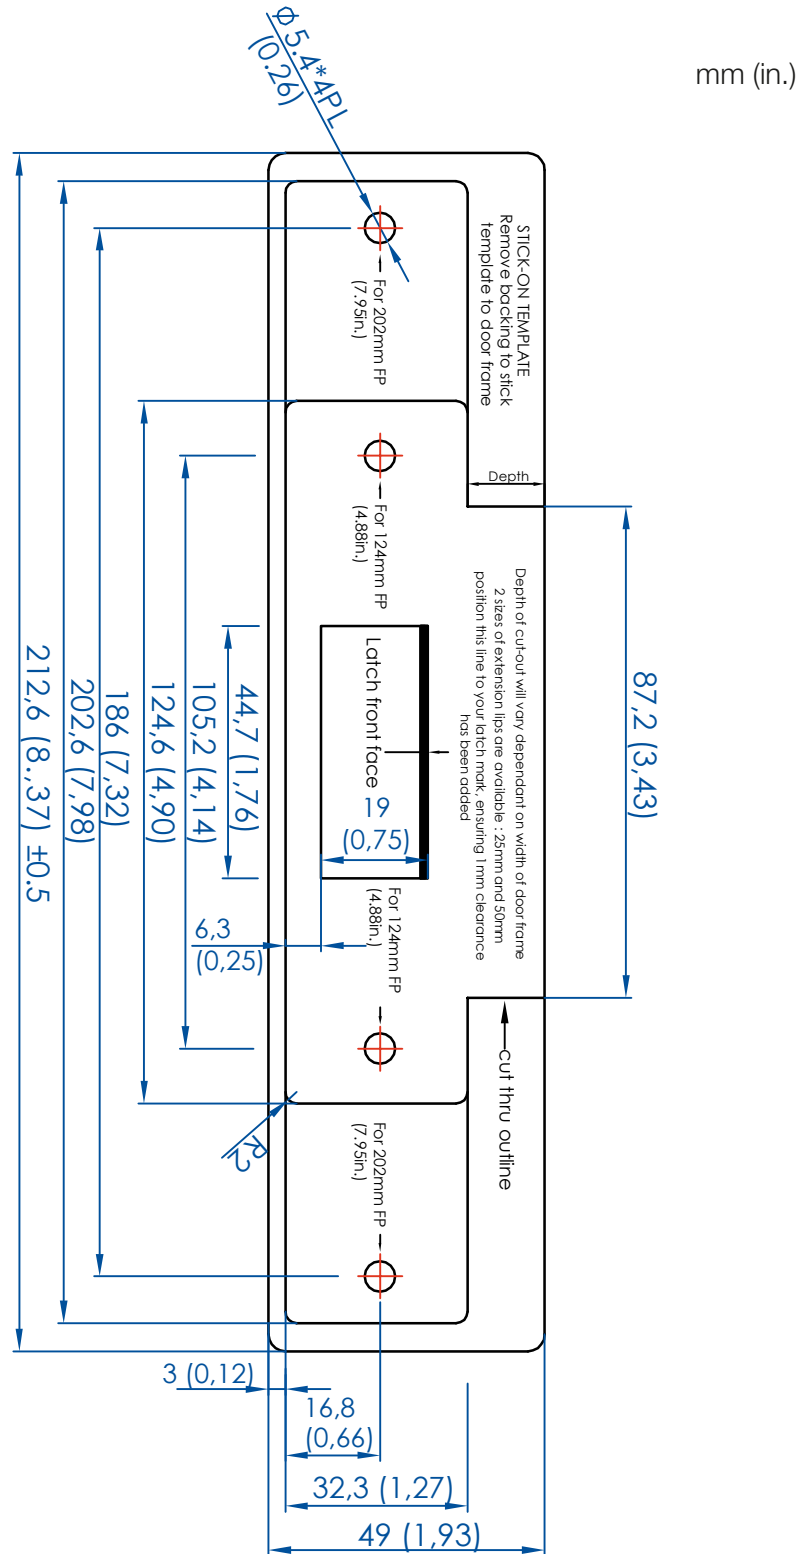 mm (in.)
ϕ 5.4*4PL
(0.26)
STICK-ON TEMPLATE
Remove backing to stick
template to door frame
For 202mm FP
(7.95in.)
Depth
For 124mm FP
(4.88in.)
Depth of cut-out will vary dependant on width of door frame
2 sizes of extension lips are available : 25mm and 50mm
position this line to your latch mark, ensuring 1mm clearance
has been added
87,2 (3,43)
Latch front face
19
(0,75)
44,7 (1,76)
105,2 (4,14)
124,6 (4,90)
186 (7,32)
202,6 (7,98)
212,6 (8.,37) ±0.5
6,3
(0,25)
For 124mm FP
(4.88in.)
cut thru outline
R2
For 202mm FP
(7.95in.)
3 (0,12)
16,8
(0,66)
32,3 (1,27)
49 (1,93)